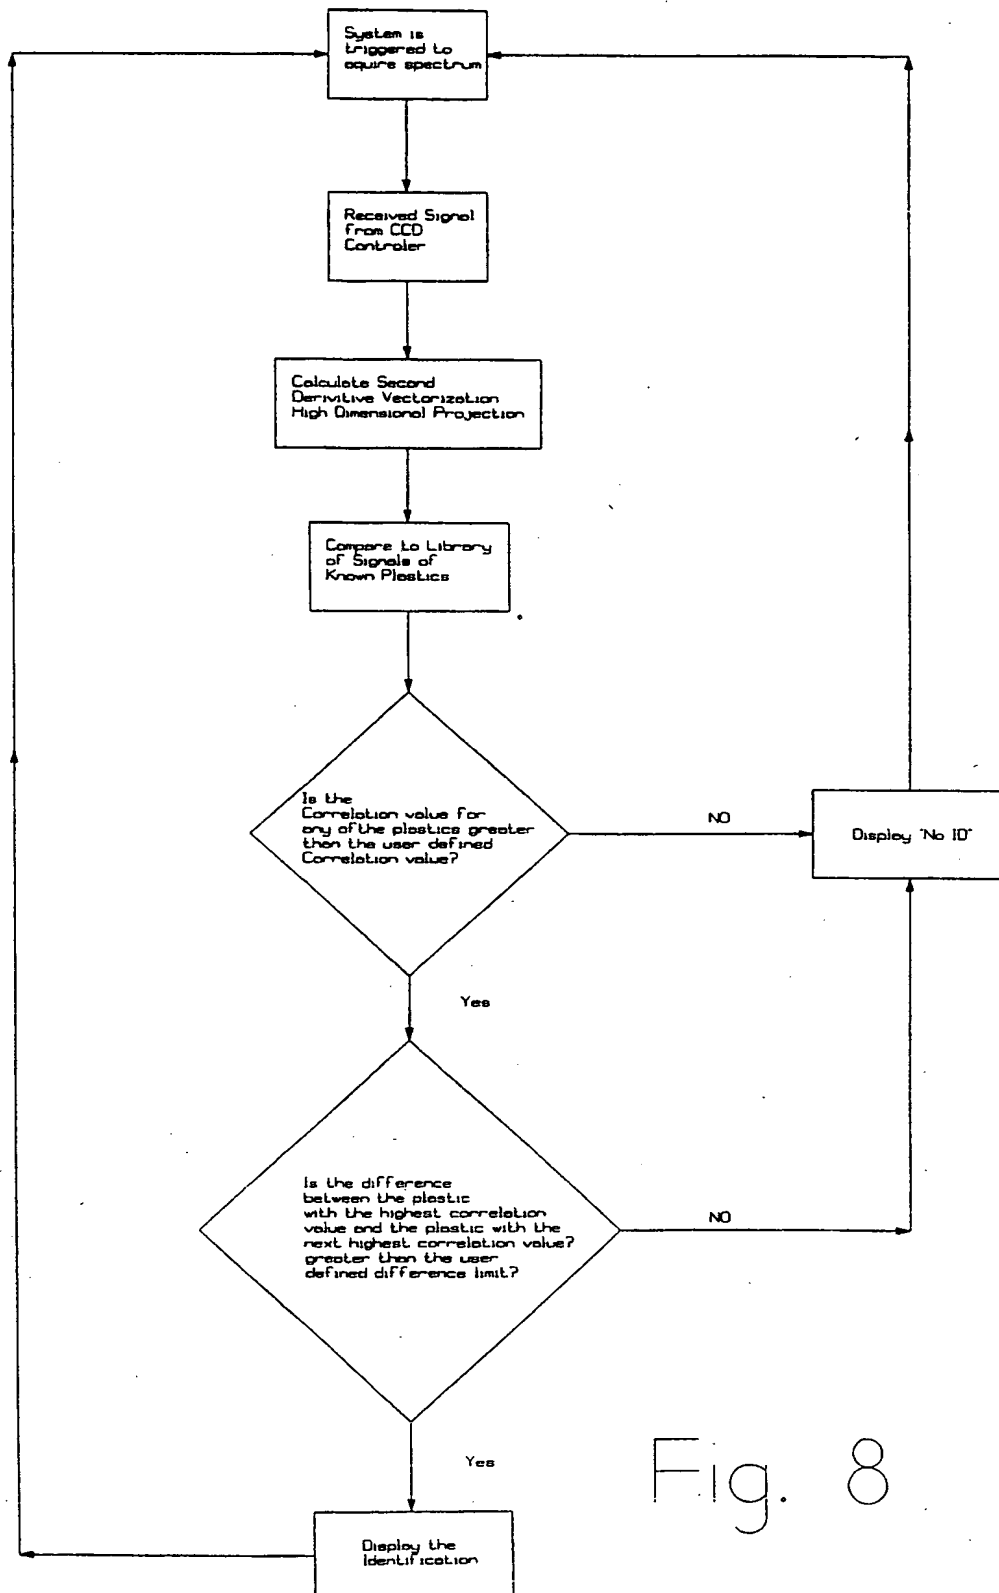 System is
triggered to
aquire spectrum
Received Signal
from CCD
Controler
Calculate Second
Derivitive Vectorization
High Dimensional Projection
Compare to Library
of Signals of
Known Plastics
Is the
Correlation value for
any of the plastics greater
than the user defined
Correlation value?
NO
Display "No ID"
Yes
Is the difference
between the plastic
with the highest correlation
value and the plastic with the
next highest correlation value?
greater than the user
defined difference limit?
NO
Yes
Display the
Identification
Fig. 8